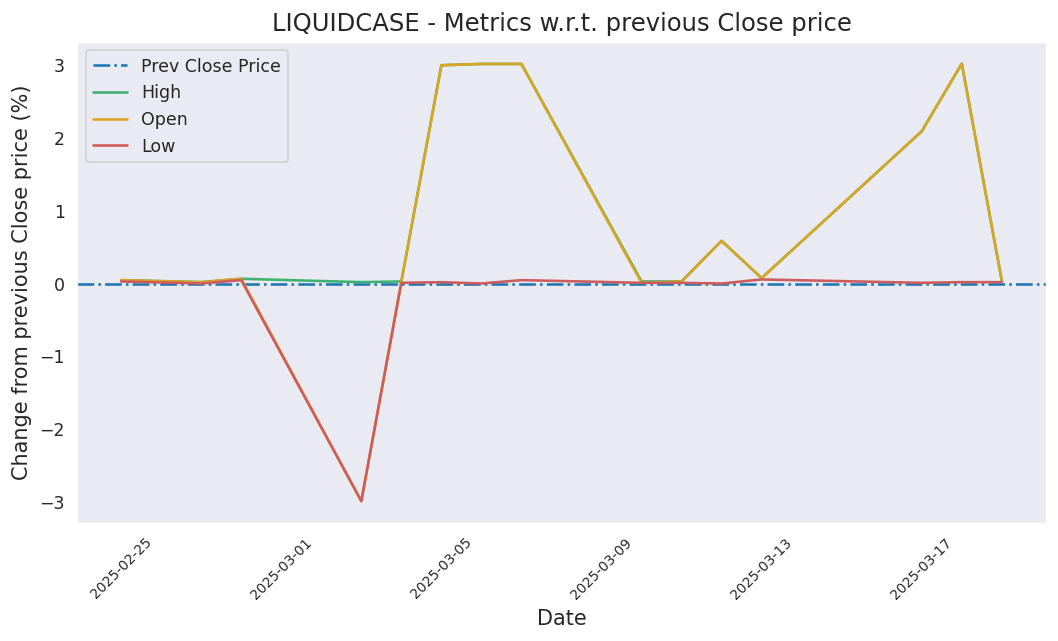 LIQUIDCASE - Metrics w.r.t. previous Close price
Prev Close Price
High
Open
Low
Change from previous Close price (%)
3
2
1
0
−1
−2
−3
2025-02-25
2025-03-01
2025-03-05
2025-03-09
2025-03-13
2025-03-17
Date